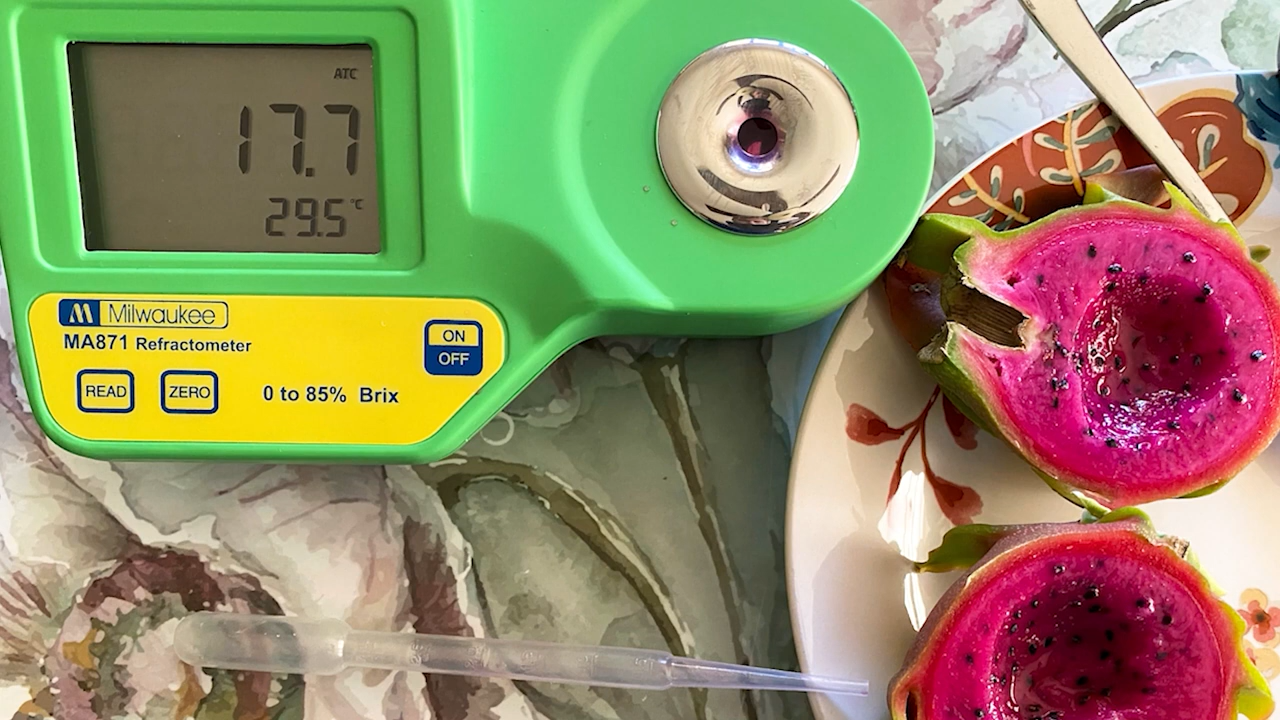 ATC
17.7
29.5°C
Milwaukee
MA871 Refractometer
ON
OFF
READ ZERO 0 to 85% Brix